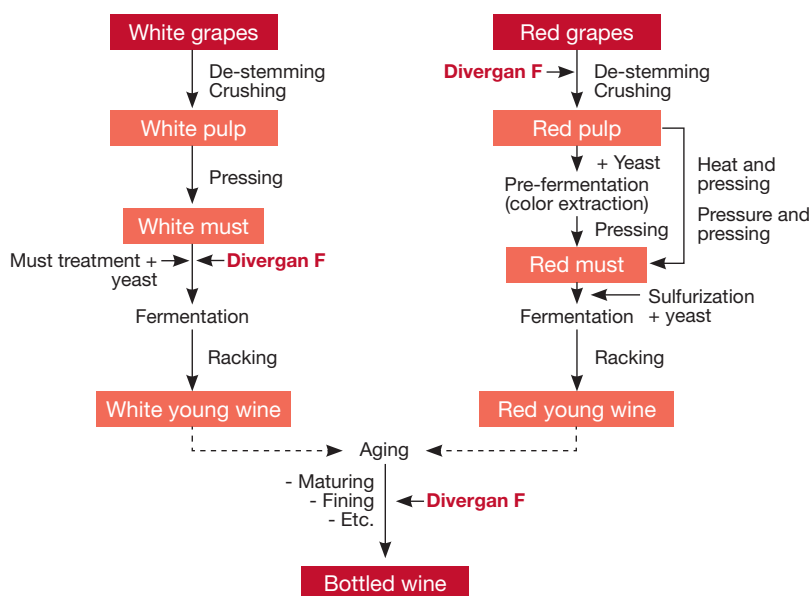 White grapes
De-stemming
Crushing
White pulp
Pressing
White must
Must treatment +
yeast
Divergan F
Fermentation
Racking
White young wine
Red grapes
Divergan F
De-stemming
Crushing
Red pulp
+ Yeast
Pre-fermentation
(color extraction)
Pressing
Heat and
pressing
Pressure and
pressing
Red must
Sulfurization
+ yeast
Fermentation
Racking
Red young wine
Aging
- Maturing
- Fining
- Etc.
Divergan F
Bottled wine